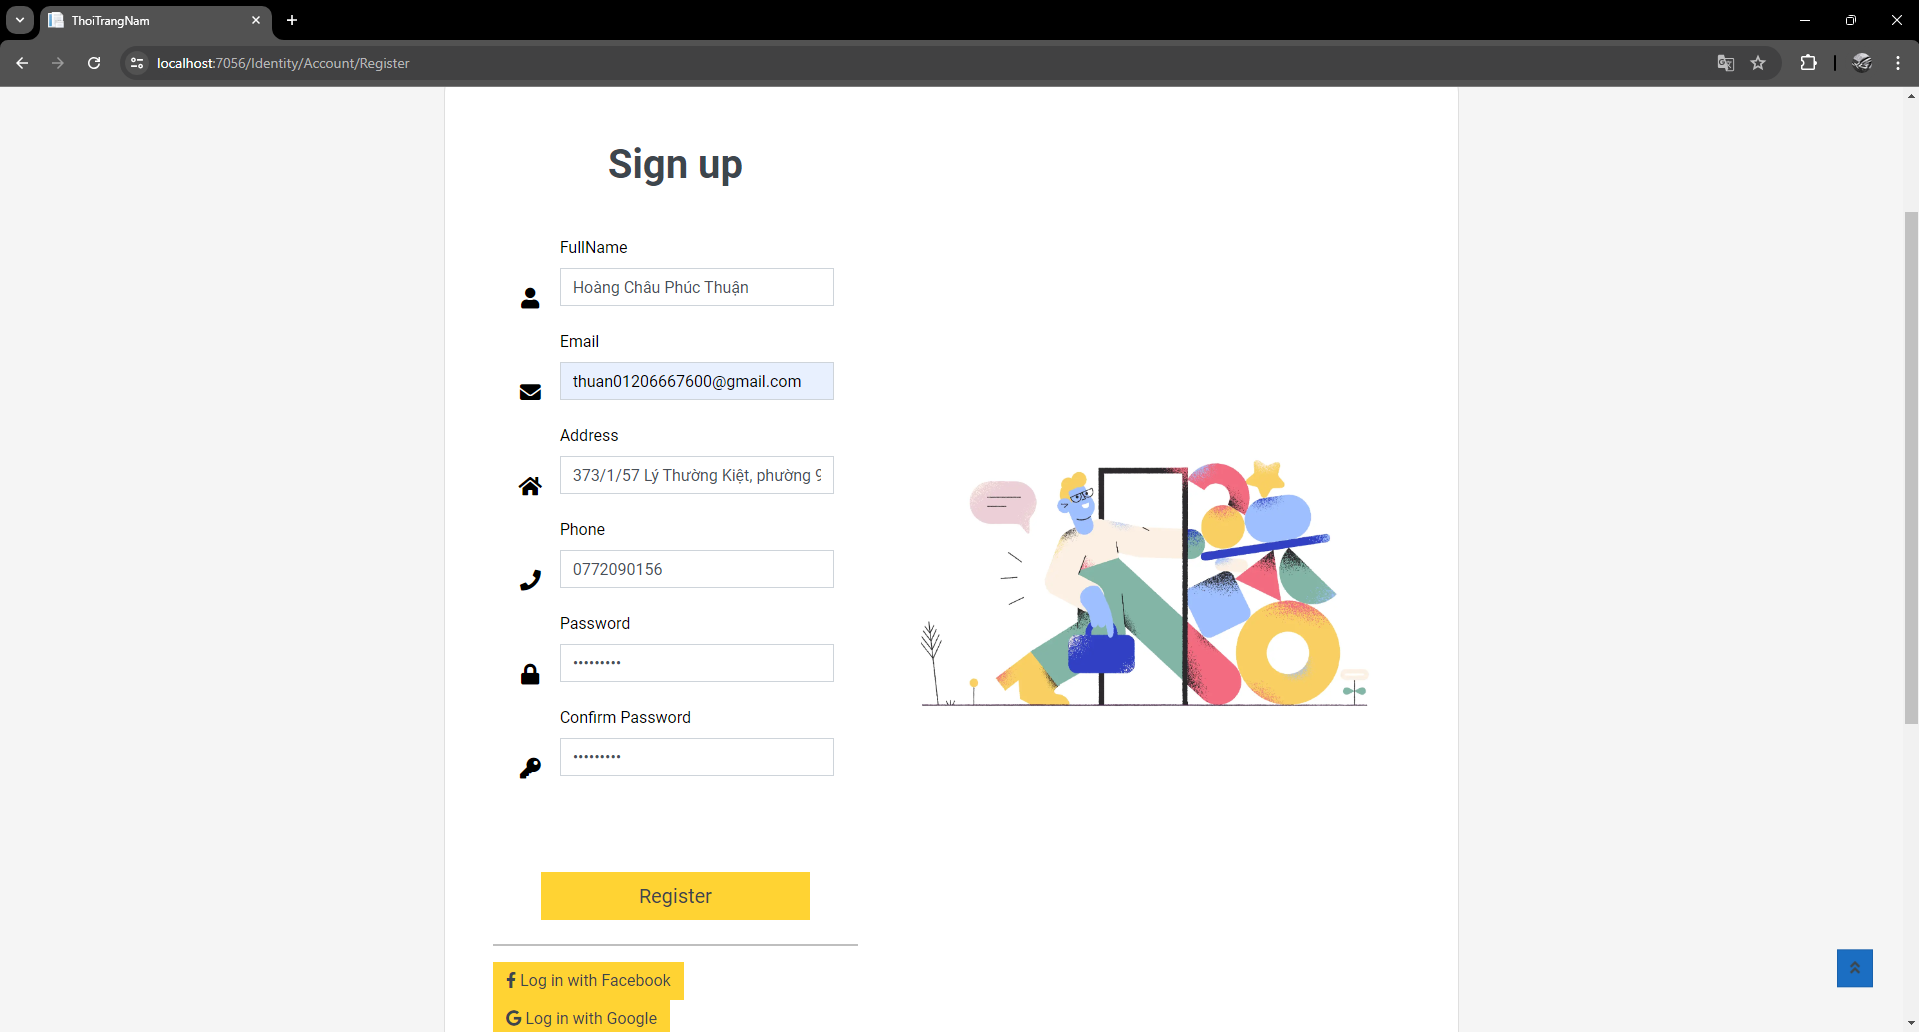 ThoiTrangNam
localhost:7056/Identity/Account/Register
Sign up
FullName
Hoàng Châu Phúc Thuận
Email
thuan01206667600@gmail.com
Address
373/1/57 Lý Thường Kiệt, phường 9
Phone
0772090156
Password
•••••••••
Confirm Password
•••••••••
Register
Log in with Facebook
Log in with Google